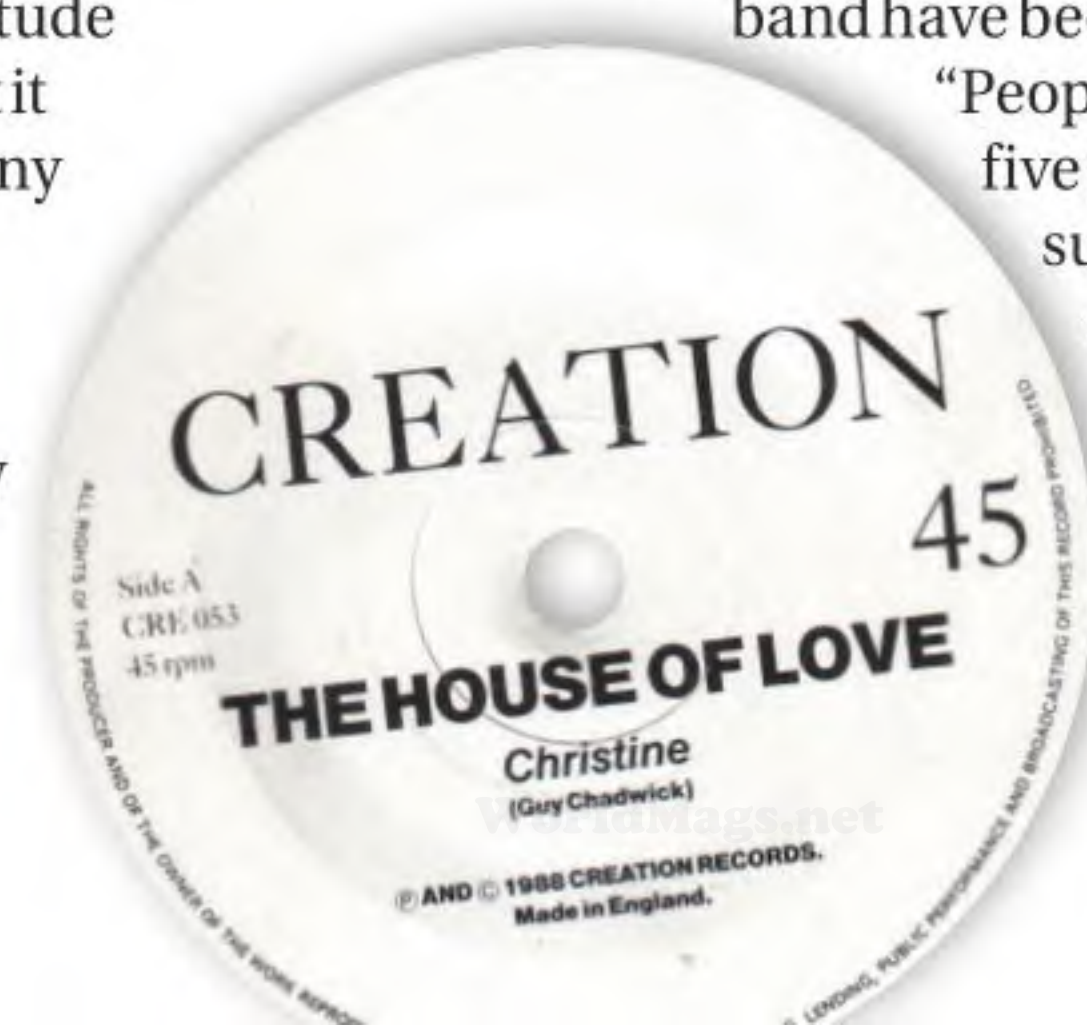 tude
it
ny
band have be
“Peop
five
su
CREATION
45
Side A
CRE 053
45 rpm
THE HOUSE OF LOVE
Christine
(Guy Chadwick)
WorldMags.net
Ⓟ AND © 1988 CREATION RECORDS.
Made in England.
ALL RIGHTS OF THE PRODUCER AND OF THE OWNER OF THE WORK REPROD
LENDING, PUBLIC PERFORMANCE AND BROADCASTING OF THIS RECORD PROHIBITED.